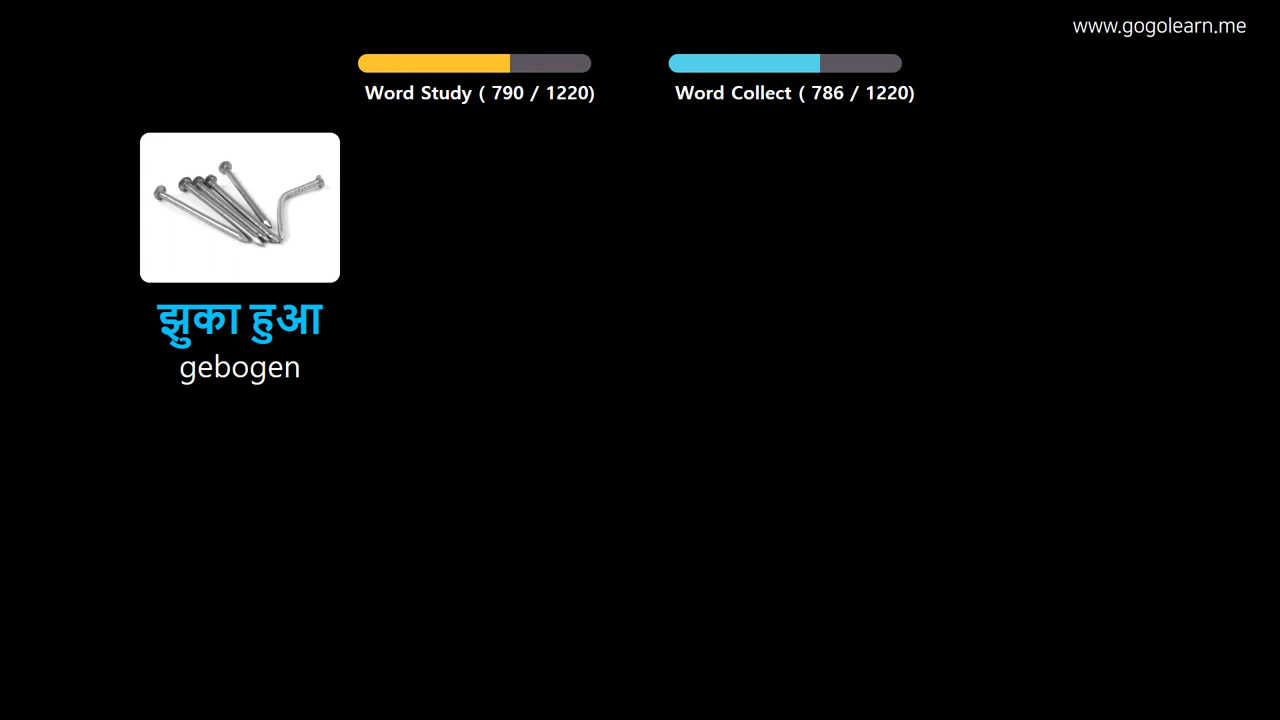 www.gogolearn.me
Word Study ( 790 / 1220)
Word Collect ( 786 / 1220)
झुका हुआ
gebogen